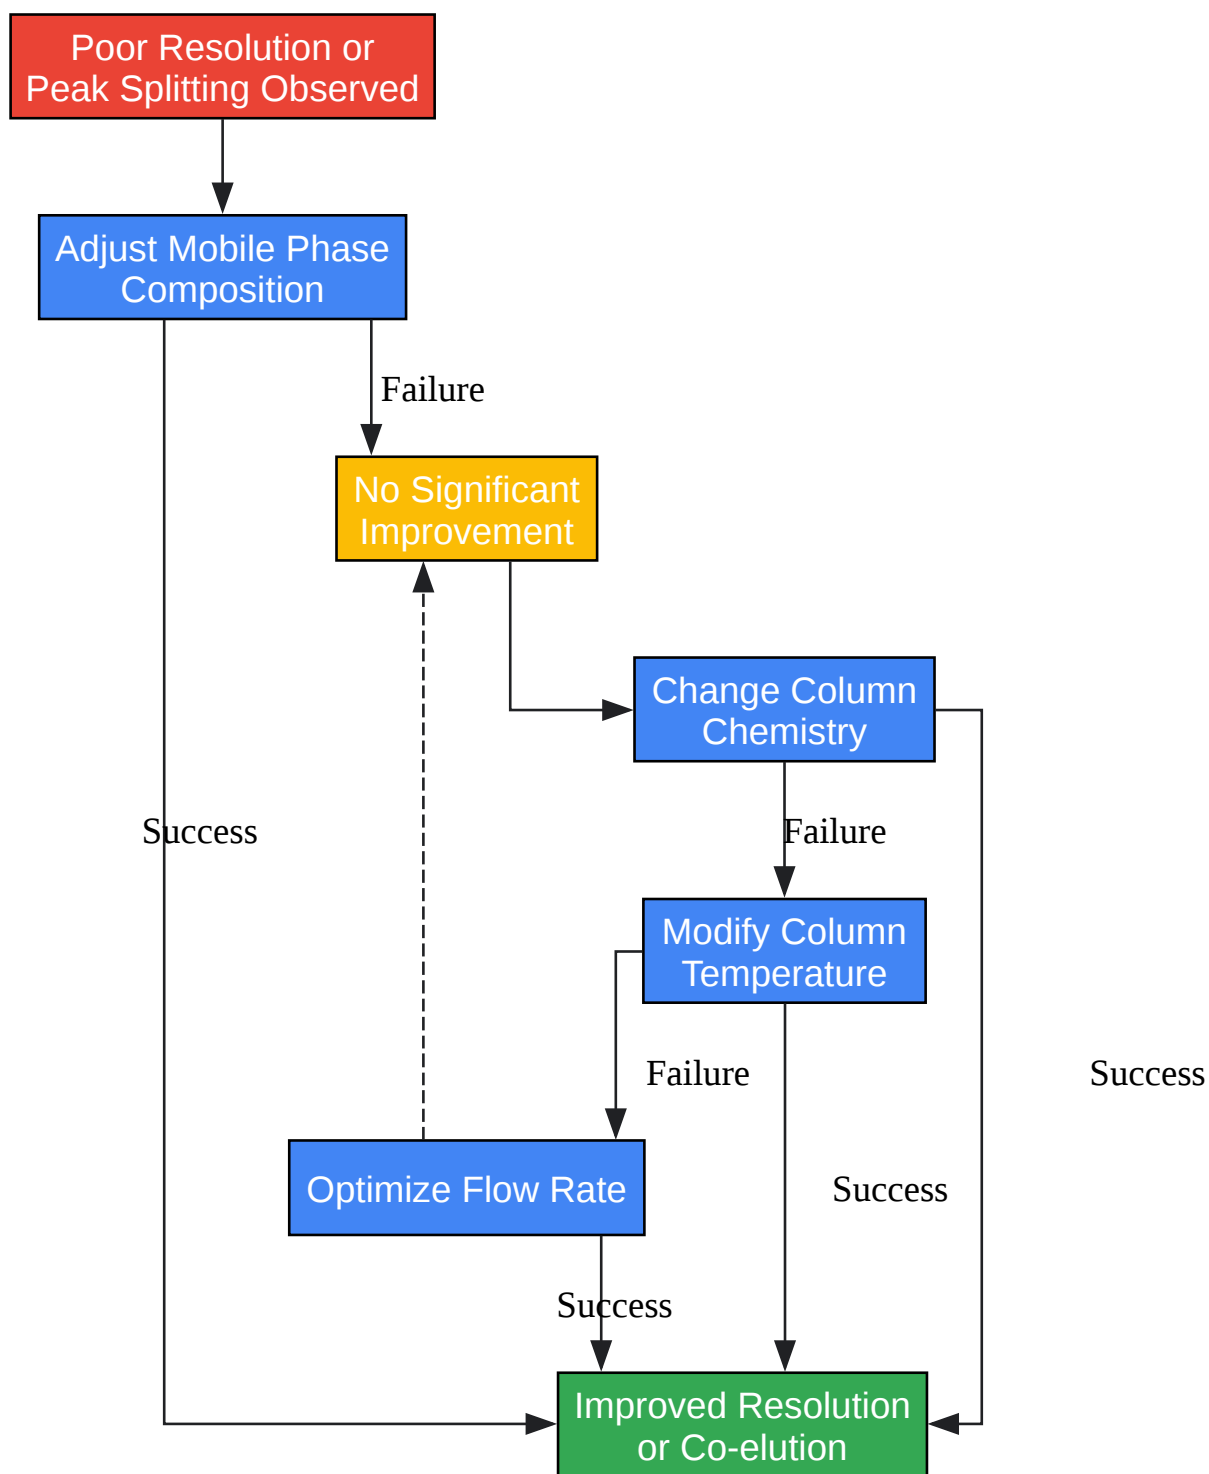 Poor Resolution or
Peak Splitting Observed
Adjust Mobile Phase
Composition
Failure
No Significant
Improvement
Change Column
Chemistry
Success
Failure
Modify Column
Temperature
Failure
Success
Optimize Flow Rate
Success
Success
Improved Resolution
or Co-elution